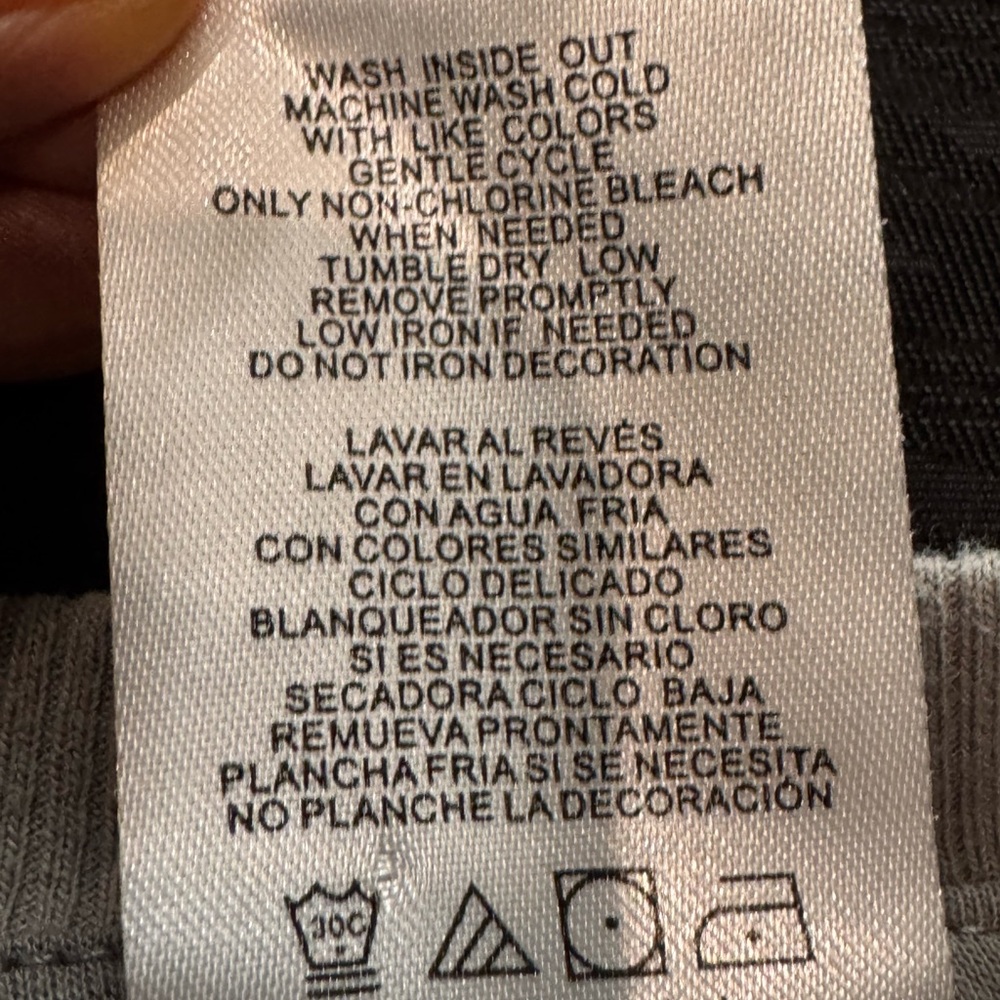 WASH INSIDE OUT
MACHINE WASH COLD
WITH LIKE COLORS
GENTLE CYCLE
ONLY NON-CHLORINE BLEACH
WHEN NEEDED
TUMBLE DRY LOW
REMOVE PROMPTLY
LOW IRON IF NEEDED
DO NOT IRON DECORATION
LAVAR AL REVÉS
LAVAR EN LAVADORA
CON AGUA FRIA
CON COLORES SIMILARES
CICLO DELICADO
BLANQUEADOR SIN CLORO
SI ES NECESARIO
SECADORA CICLO BAJA
REMUEVA PRONTAMENTE
PLANCHA FRIA SI SE NECESITA
NO PLANCHE LA DECORACIÓN
30C